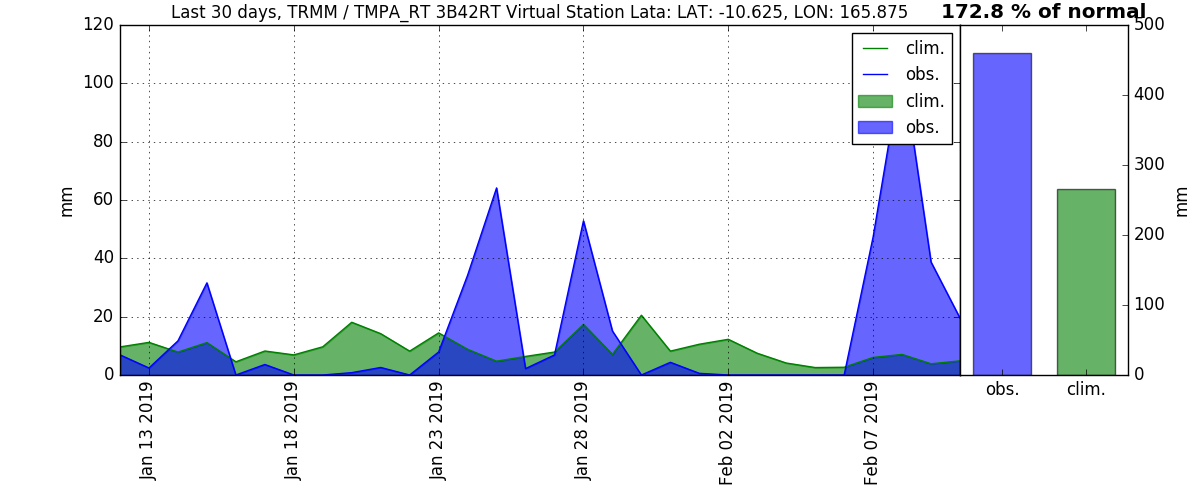 Last 30 days, TRMM / TMPA_RT 3B42RT Virtual Station Lata: LAT: -10.625, LON: 165.875
172.8 % of normal
120
100
80
60
40
20
0
mm
clim.
obs.
clim.
obs.
500
400
300
200
100
0
mm
Jan 13 2019
Jan 18 2019
Jan 23 2019
Jan 28 2019
Feb 02 2019
Feb 07 2019
obs.
clim.